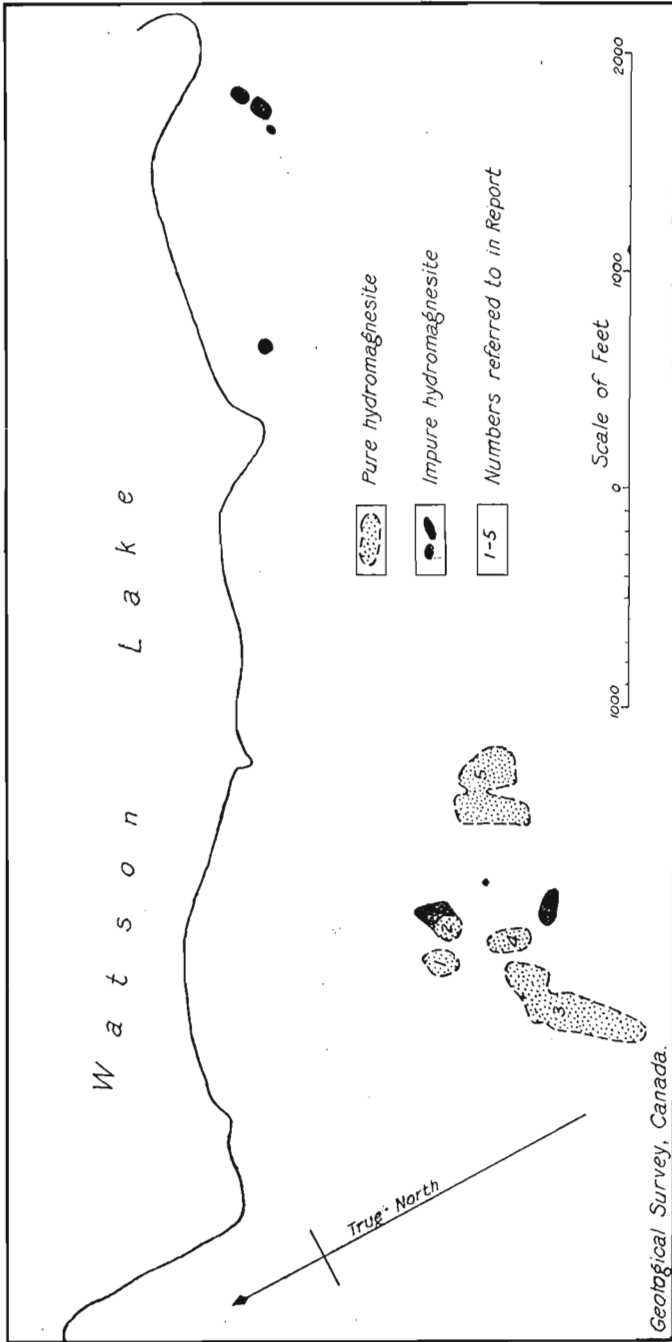 Watson Lake
Pure hydromagnesite
Impure hydromagnesite
1-5 Numbers referred to in Report
1
2
3
4
5
True North
Scale of Feet
1000 0 1000 2000
Geological Survey, Canada.